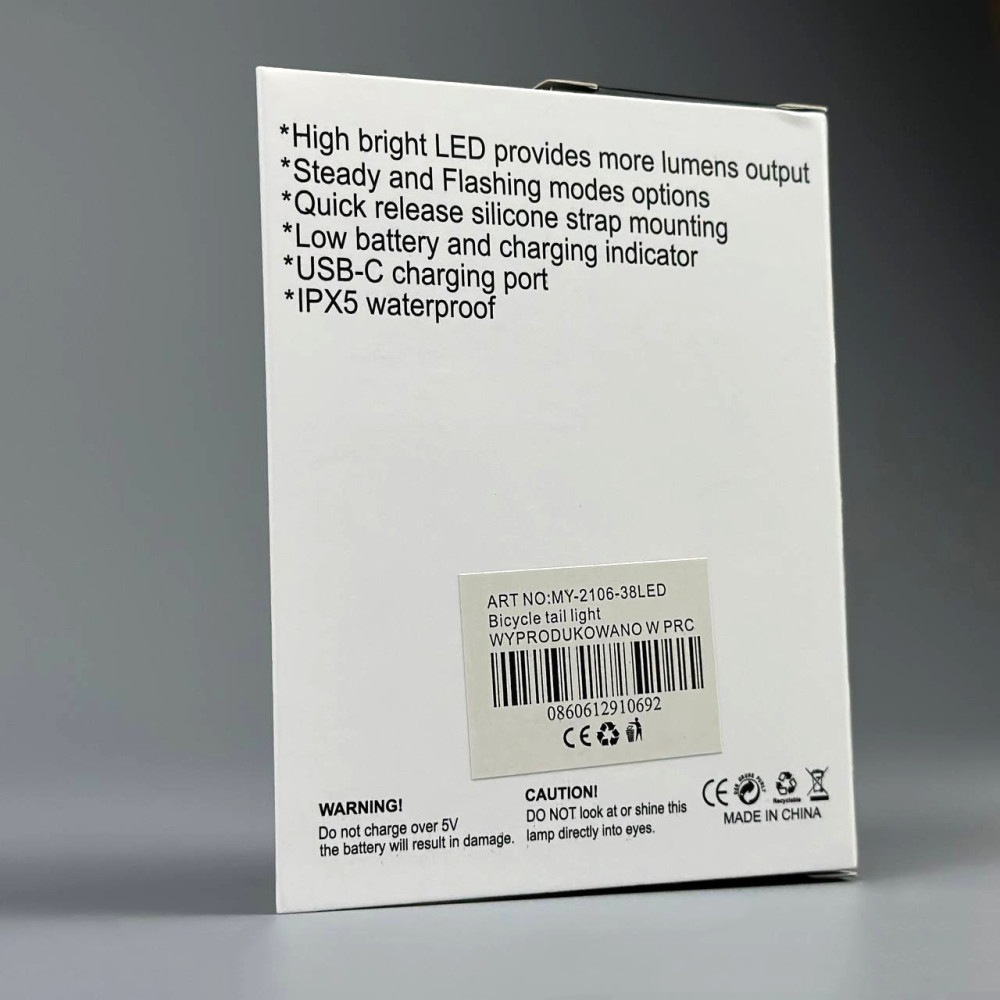 *High bright LED provides more lumens output
*Steady and Flashing modes options
*Quick release silicone strap mounting
*Low battery and charging indicator
*USB-C charging port
*IPX5 waterproof
ART NO:MY-2106-38LED
Bicycle tail light
WYPRODUKOWANO W PRC
0860612910692
CE
WARNING!
Do not charge over 5V
the battery will result in damage.
CAUTION!
DO NOT look at or shine this
lamp directly into eyes.
CE
Recyclable
MADE IN CHINA